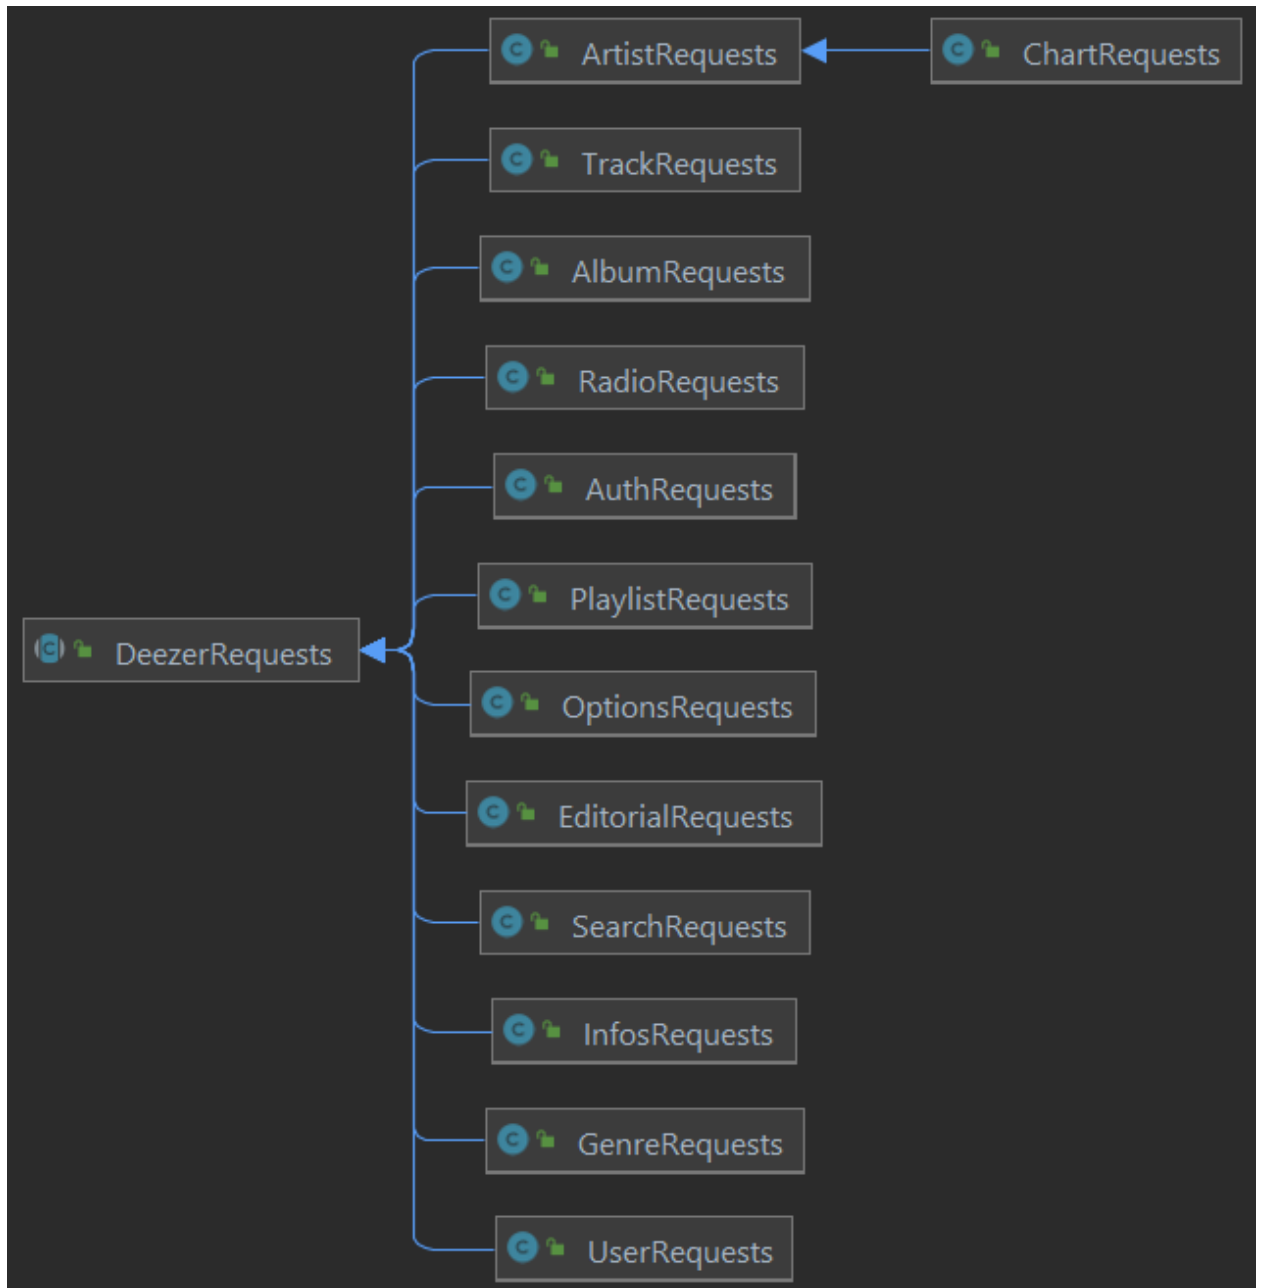 ArtistRequests
ChartRequests
TrackRequests
AlbumRequests
RadioRequests
AuthRequests
PlaylistRequests
DeezerRequests
OptionsRequests
EditorialRequests
SearchRequests
InfosRequests
GenreRequests
UserRequests